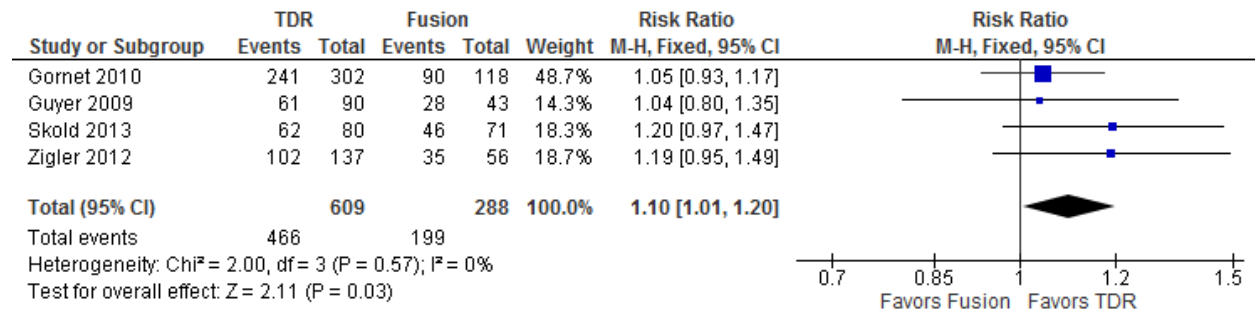 TDR Fusion Risk Ratio Risk Ratio
Study or Subgroup Events Total Events Total Weight M-H, Fixed, 95% CI M-H, Fixed, 95% CI
Gornet 2010 241 302 90 118 48.7% 1.05 [0.93, 1.17]
Guyer 2009 61 90 28 43 14.3% 1.04 [0.80, 1.35]
Skold 2013 62 80 46 71 18.3% 1.20 [0.97, 1.47]
Zigler 2012 102 137 35 56 18.7% 1.19 [0.95, 1.49]
Total (95% CI) 609 288 100.0% 1.10 [1.01, 1.20]
Total events 466 199
Heterogeneity: Chi² = 2.00, df = 3 (P = 0.57); I² = 0%
Test for overall effect: Z = 2.11 (P = 0.03)
0.7 0.85 1 1.2 1.5
Favors Fusion Favors TDR